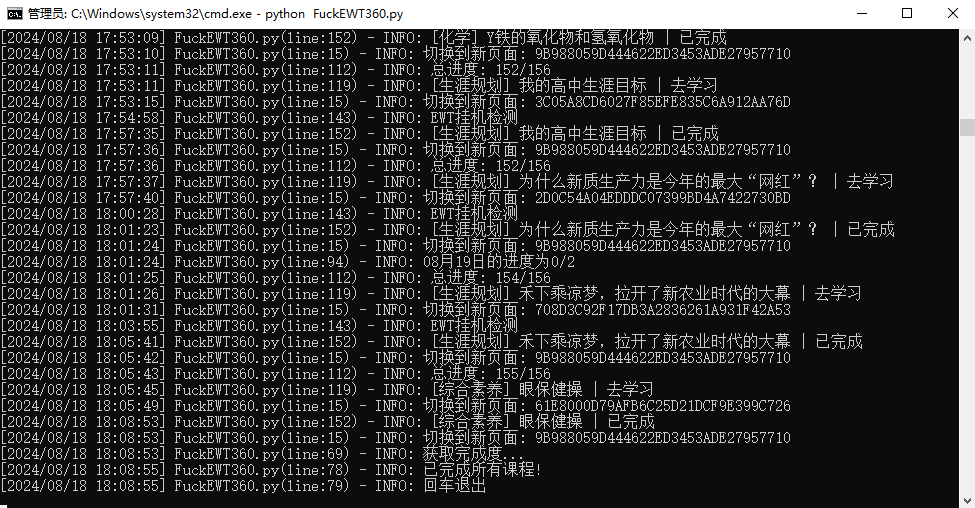 管理员: C:\Windows\system32\cmd.exe - python  FuckEWT360.py
[2024/08/18 17:53:09] FuckEWT360.py(line:152) - INFO: [化学] Y铁的氧化物和氢氧化物 | 已完成
[2024/08/18 17:53:10] FuckEWT360.py(line:15) - INFO: 切换到新页面: 9B988059D444622ED3453ADE27957710
[2024/08/18 17:53:11] FuckEWT360.py(line:112) - INFO: 总进度: 152/156
[2024/08/18 17:53:11] FuckEWT360.py(line:119) - INFO: [生涯规划] 我的高中生涯目标 | 去学习
[2024/08/18 17:53:15] FuckEWT360.py(line:15) - INFO: 切换到新页面: 3C05A8CD6027F85EFE835C6A912AA76D
[2024/08/18 17:54:58] FuckEWT360.py(line:143) - INFO: EWT挂机检测
[2024/08/18 17:57:35] FuckEWT360.py(line:152) - INFO: [生涯规划] 我的高中生涯目标 | 已完成
[2024/08/18 17:57:36] FuckEWT360.py(line:15) - INFO: 切换到新页面: 9B988059D444622ED3453ADE27957710
[2024/08/18 17:57:36] FuckEWT360.py(line:112) - INFO: 总进度: 152/156
[2024/08/18 17:57:37] FuckEWT360.py(line:119) - INFO: [生涯规划] 为什么新质生产力是今年的最大“网红”？ | 去学习
[2024/08/18 17:57:40] FuckEWT360.py(line:15) - INFO: 切换到新页面: 2D0C54A04EDDDC07399BD4A7422730BD
[2024/08/18 18:00:28] FuckEWT360.py(line:143) - INFO: EWT挂机检测
[2024/08/18 18:01:23] FuckEWT360.py(line:152) - INFO: [生涯规划] 为什么新质生产力是今年的最大“网红”？ | 已完成
[2024/08/18 18:01:24] FuckEWT360.py(line:15) - INFO: 切换到新页面: 9B988059D444622ED3453ADE27957710
[2024/08/18 18:01:24] FuckEWT360.py(line:94) - INFO: 08月19日的进度为0/2
[2024/08/18 18:01:25] FuckEWT360.py(line:112) - INFO: 总进度: 154/156
[2024/08/18 18:01:26] FuckEWT360.py(line:119) - INFO: [生涯规划] 禾下乘凉梦，拉开了新农业时代的大幕 | 去学习
[2024/08/18 18:01:31] FuckEWT360.py(line:15) - INFO: 切换到新页面: 708D3C92F17DB3A2836261A931F42A53
[2024/08/18 18:03:55] FuckEWT360.py(line:143) - INFO: EWT挂机检测
[2024/08/18 18:05:41] FuckEWT360.py(line:152) - INFO: [生涯规划] 禾下乘凉梦，拉开了新农业时代的大幕 | 已完成
[2024/08/18 18:05:42] FuckEWT360.py(line:15) - INFO: 切换到新页面: 9B988059D444622ED3453ADE27957710
[2024/08/18 18:05:43] FuckEWT360.py(line:112) - INFO: 总进度: 155/156
[2024/08/18 18:05:45] FuckEWT360.py(line:119) - INFO: [综合素养] 眼保健操 | 去学习
[2024/08/18 18:05:49] FuckEWT360.py(line:15) - INFO: 切换到新页面: 61E8000D79AFB6C25D21DCF9E399C726
[2024/08/18 18:08:53] FuckEWT360.py(line:152) - INFO: [综合素养] 眼保健操 | 已完成
[2024/08/18 18:08:53] FuckEWT360.py(line:15) - INFO: 切换到新页面: 9B988059D444622ED3453ADE27957710
[2024/08/18 18:08:53] FuckEWT360.py(line:69) - INFO: 获取完成度...
[2024/08/18 18:08:55] FuckEWT360.py(line:78) - INFO: 已完成所有课程!
[2024/08/18 18:08:55] FuckEWT360.py(line:79) - INFO: 回车退出